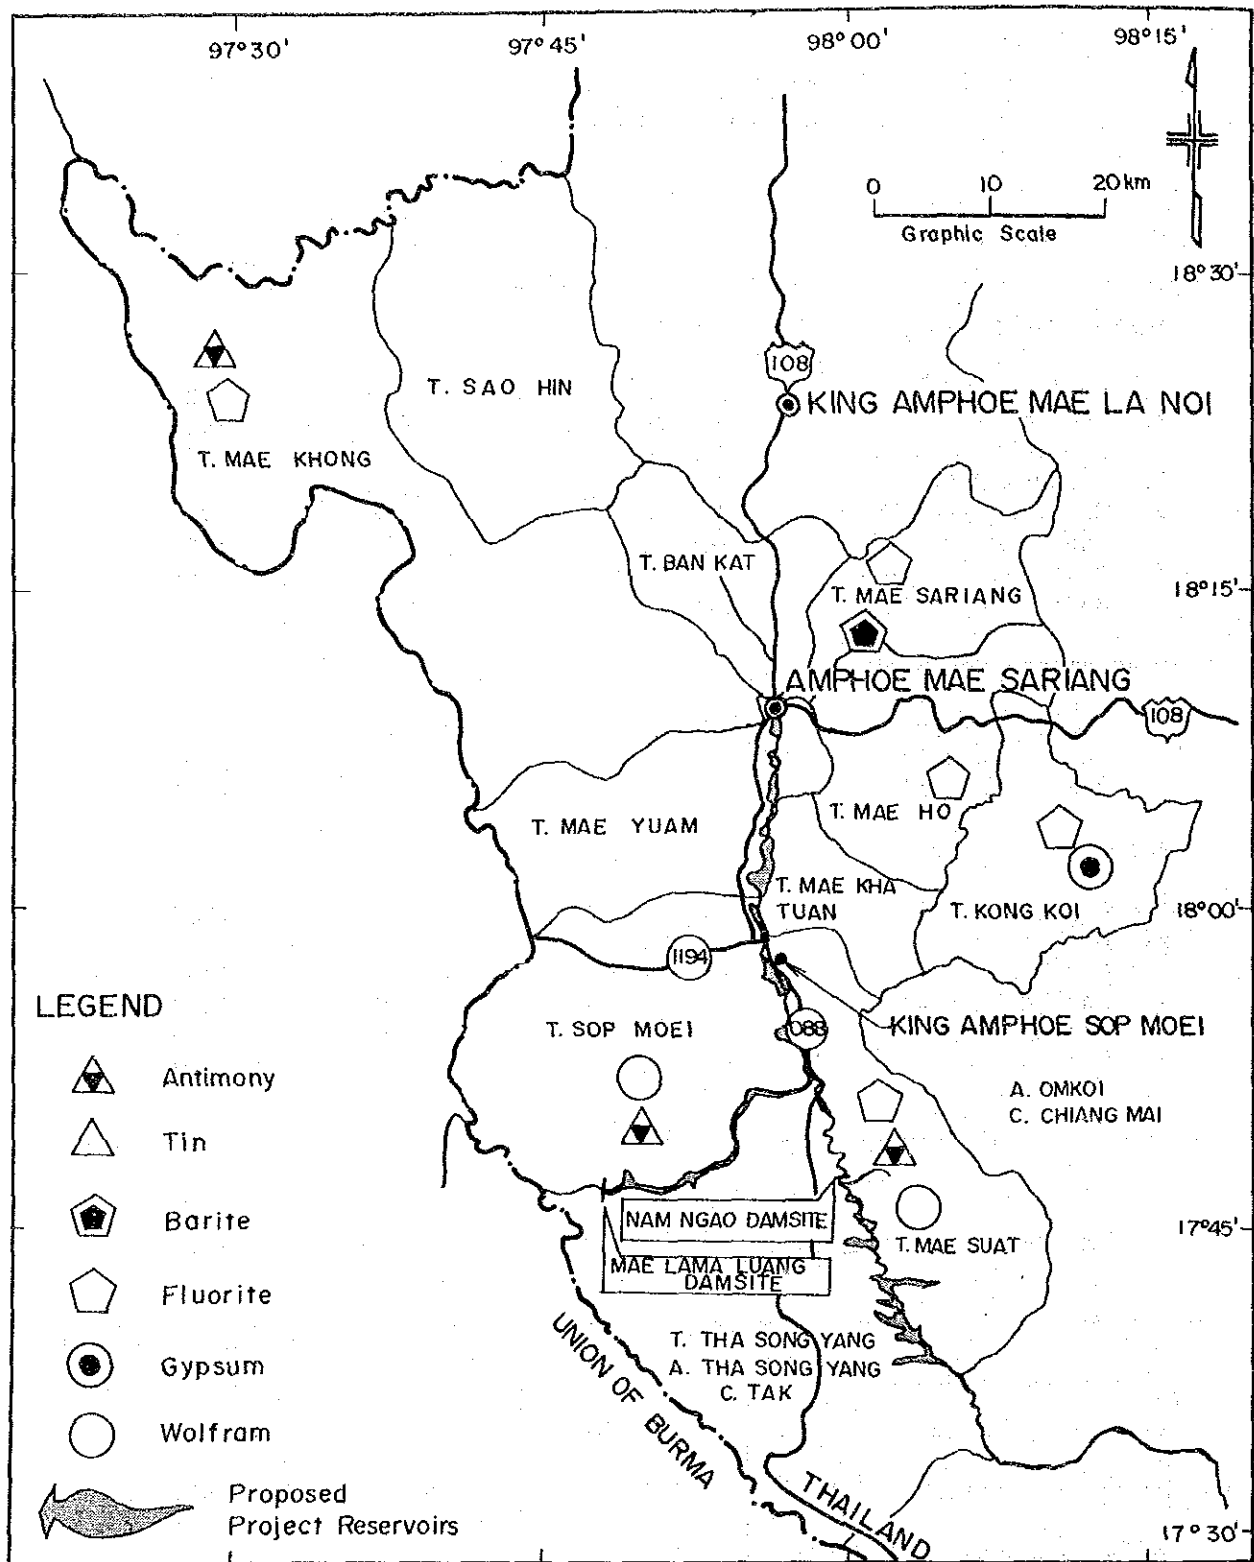 97°30'
97°45'
98°00'
98°15'
0 10 20 km
Graphic Scale
18°30'
108
KING AMPHOE MAE LA NOI
T. SAO HIN
T. MAE KHONG
T. BAN KAT
T. MAE SARIANG
18°15'
AMPHOE MAE SARIANG
108
T. MAE HO
T. MAE YUAM
T. MAE KHA
TUAN
T. KONG KOI
18°00'
1194
LEGEND
T. SOP MOEI
KING AMPHOE SOP MOEI
Antimony
Tin
Barite
Fluorite
Gypsum
Wolfram
Proposed
Project Reservoirs
A. OMKOI
C. CHIANG MAI
NAM NGAO DAMSITE
MAE LAMA LUANG
DAMSITE
T. MAE SUAT
17°45'
T. THA SONG YANG
A. THA SONG YANG
C. TAK
UNION OF BURMA
THAILAND
17°30'